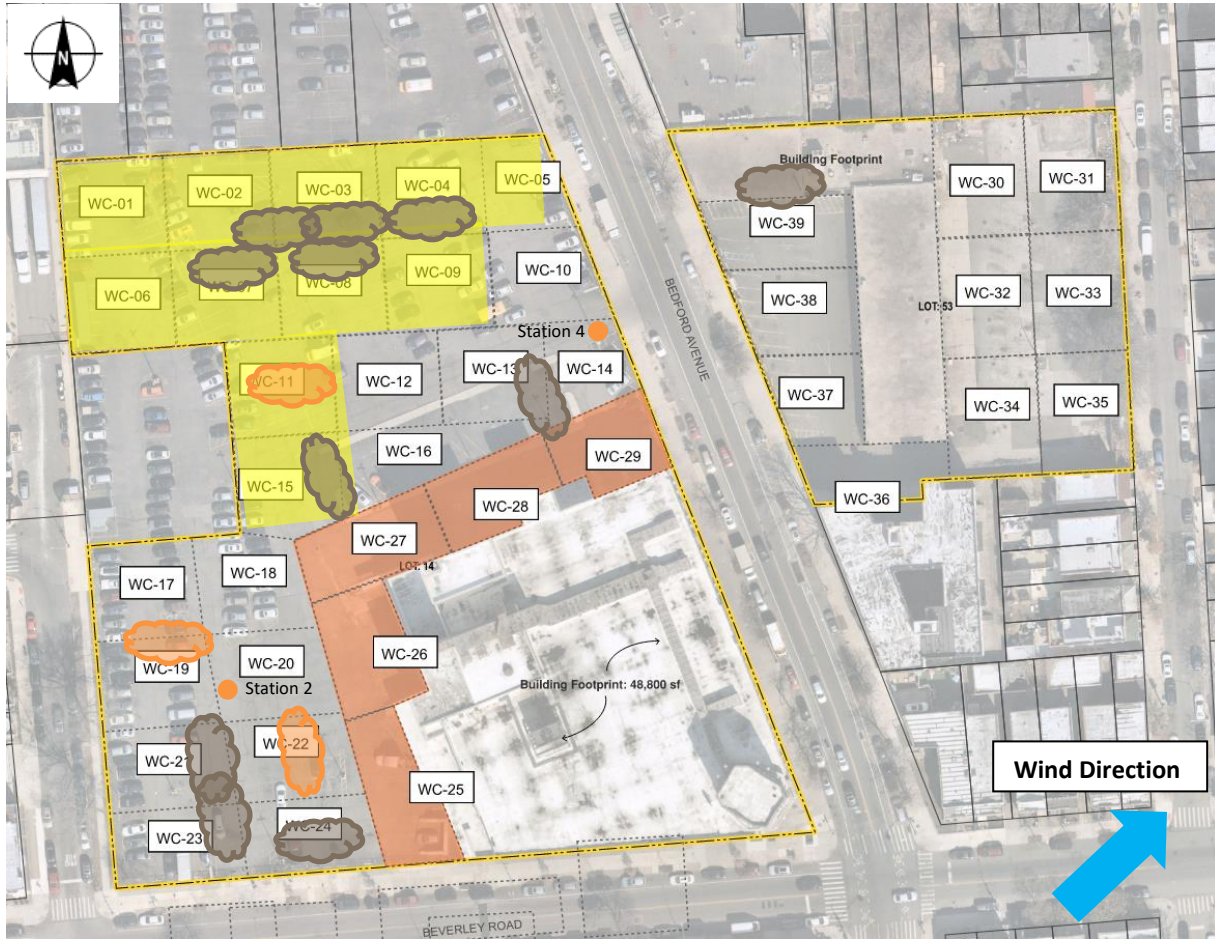 N
Building Footprint
WC-01
WC-02
WC-03
WC-04
WC-05
WC-30
WC-31
WC-39
WC-06
WC-08
WC-09
WC-10
WC-38
LOT: 53
WC-32
WC-33
BEDFORD AVENUE
Station 4
WC-11
WC-12
WC-13
WC-14
WC-37
WC-34
WC-35
WC-15
WC-16
WC-29
WC-28
WC-36
WC-27
LOT: 14
WC-17
WC-18
WC-19
WC-20
WC-26
Station 2
Building Footprint: 48,800 sf
WC-22
WC-21
WC-25
Wind Direction
WC-23
WC-24
BEVERLEY ROAD